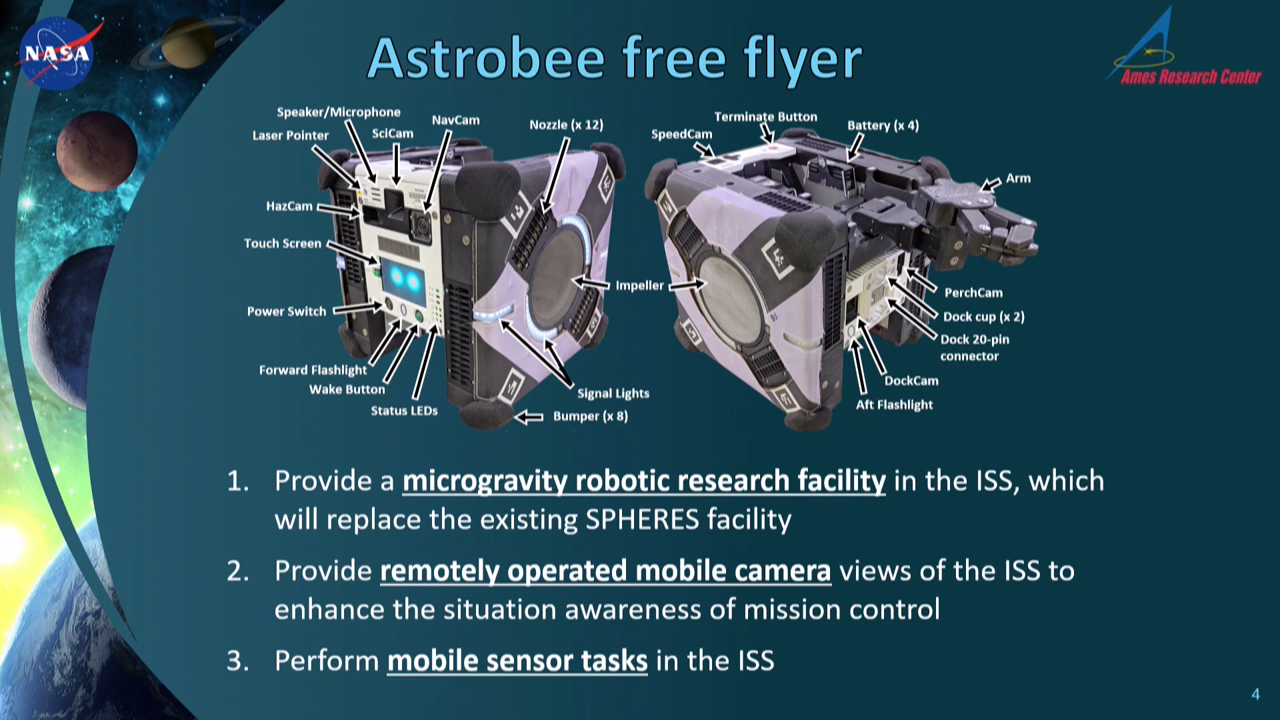 NASA
Astrobee free flyer
Ames Research Center
Speaker/Microphone
Laser Pointer
SciCam
NavCam
Nozzle (x 12)
HazCam
Touch Screen
Power Switch
Forward Flashlight
Wake Button
Status LEDs
Signal Lights
Bumper (x 8)
Impeller
SpeedCam
Terminate Button
Battery (x 4)
Arm
PerchCam
Dock cup (x 2)
Dock 20-pin
connector
DockCam
Aft Flashlight
1. Provide a microgravity robotic research facility in the ISS, which
will replace the existing SPHERES facility
2. Provide remotely operated mobile camera views of the ISS to
enhance the situation awareness of mission control
3. Perform mobile sensor tasks in the ISS
4